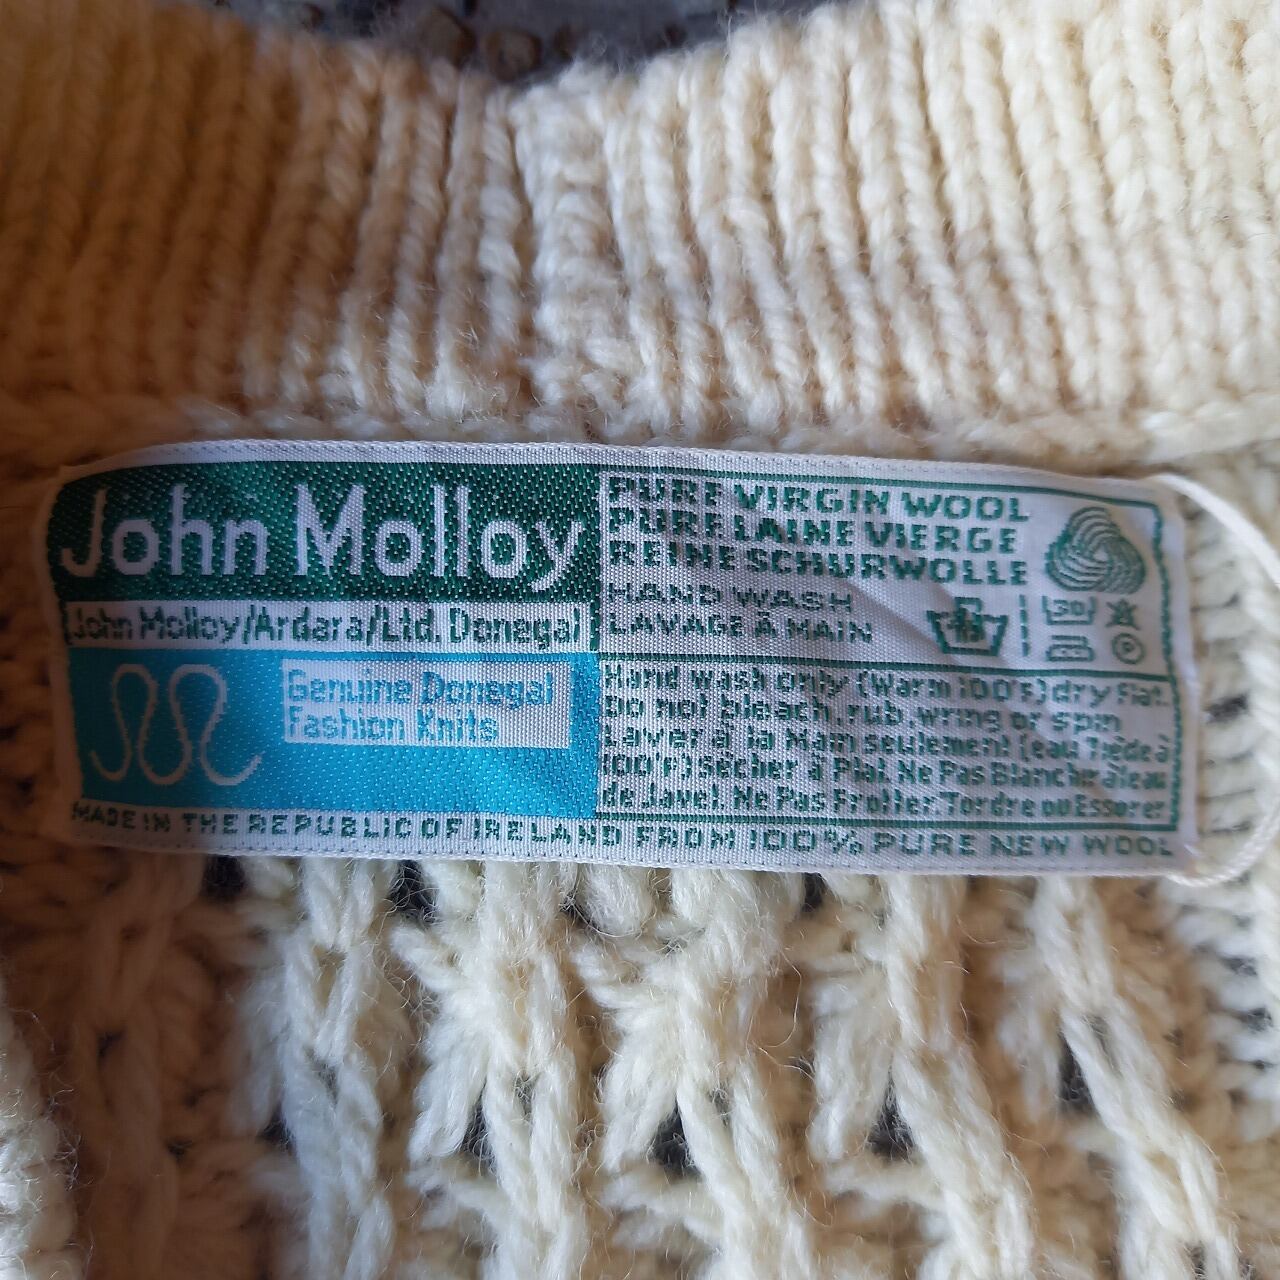 John Molloy
John Molloy/Ardara/Ltd. Donegal
Genuine Donegal
Fashion Knits
PURE VIRGIN WOOL
PURE LAINE VIERGE
REINE SCHURWOLLE
HAND WASH
LAVAGE À MAIN
30
P
Hand wash only (Warm 100°F) dry flat.
Do not bleach, rub, wring or spin
Laver à la Main seulement (eau Tiède à
100°F) Sécher à Plat. Ne Pas Blanchir à l'eau
de Javel. Ne Pas Frotter Tordre ou Essorer
MADE IN THE REPUBLIC OF IRELAND FROM 100% PURE NEW WOOL